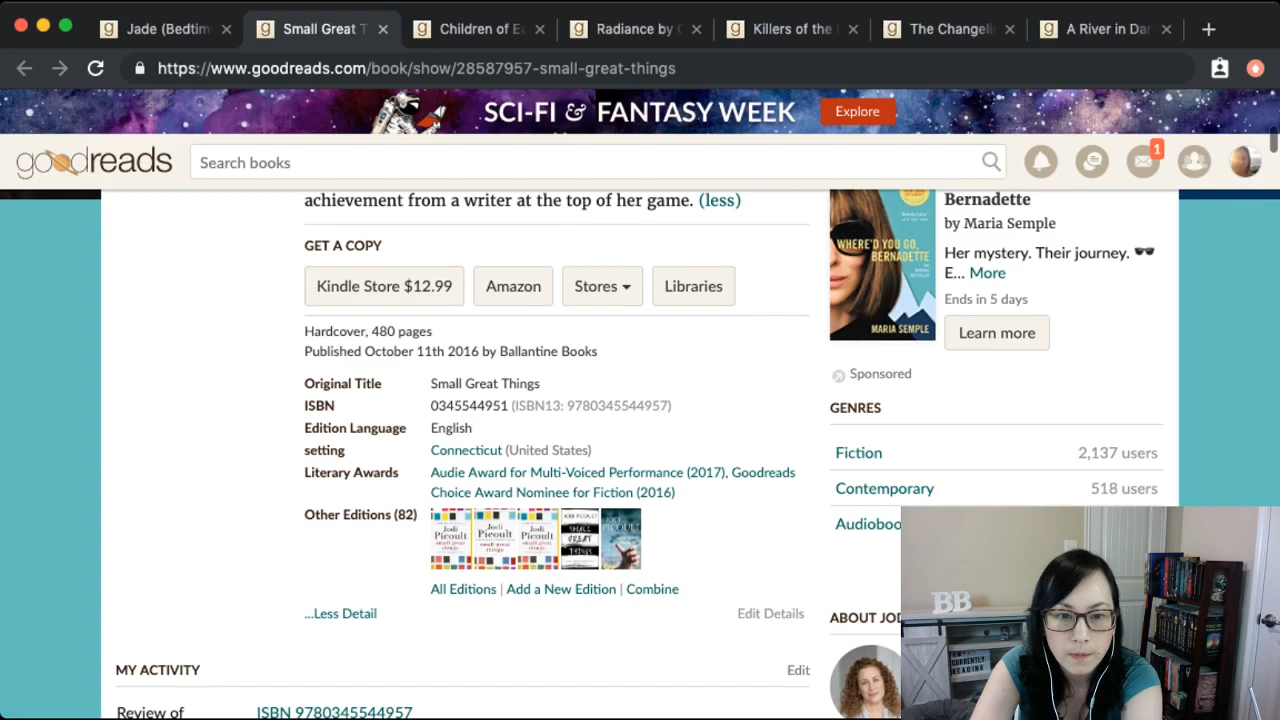 Jade (Bedtim
Small Great T
Children of E
Radiance by
Killers of the
The Changeli
A River in Dar
https://www.goodreads.com/book/show/28587957-small-great-things
SCI-FI & FANTASY WEEK
Explore
goodreads
Search books
1
achievement from a writer at the top of her game. (less)
GET A COPY
Kindle Store $12.99
Amazon
Stores
Libraries
Hardcover, 480 pages
Published October 11th 2016 by Ballantine Books
Original Title Small Great Things
ISBN 0345544951 (ISBN13: 9780345544957)
Edition Language English
setting Connecticut (United States)
Literary Awards Audie Award for Multi-Voiced Performance (2017), Goodreads
Choice Award Nominee for Fiction (2016)
Other Editions (82)
All Editions | Add a New Edition | Combine
...Less Detail
Edit Details
MY ACTIVITY
Edit
Review of ISBN 9780345544957
WHERE'D YOU GO,
BERNADETTE
MARIA SEMPLE
Bernadette
by Maria Semple
Her mystery. Their journey. 🕶
E... More
Ends in 5 days
Learn more
Sponsored
GENRES
Fiction 2,137 users
Contemporary 518 users
Audioboo
ABOUT JOD
BB
CURRENTLY
READING